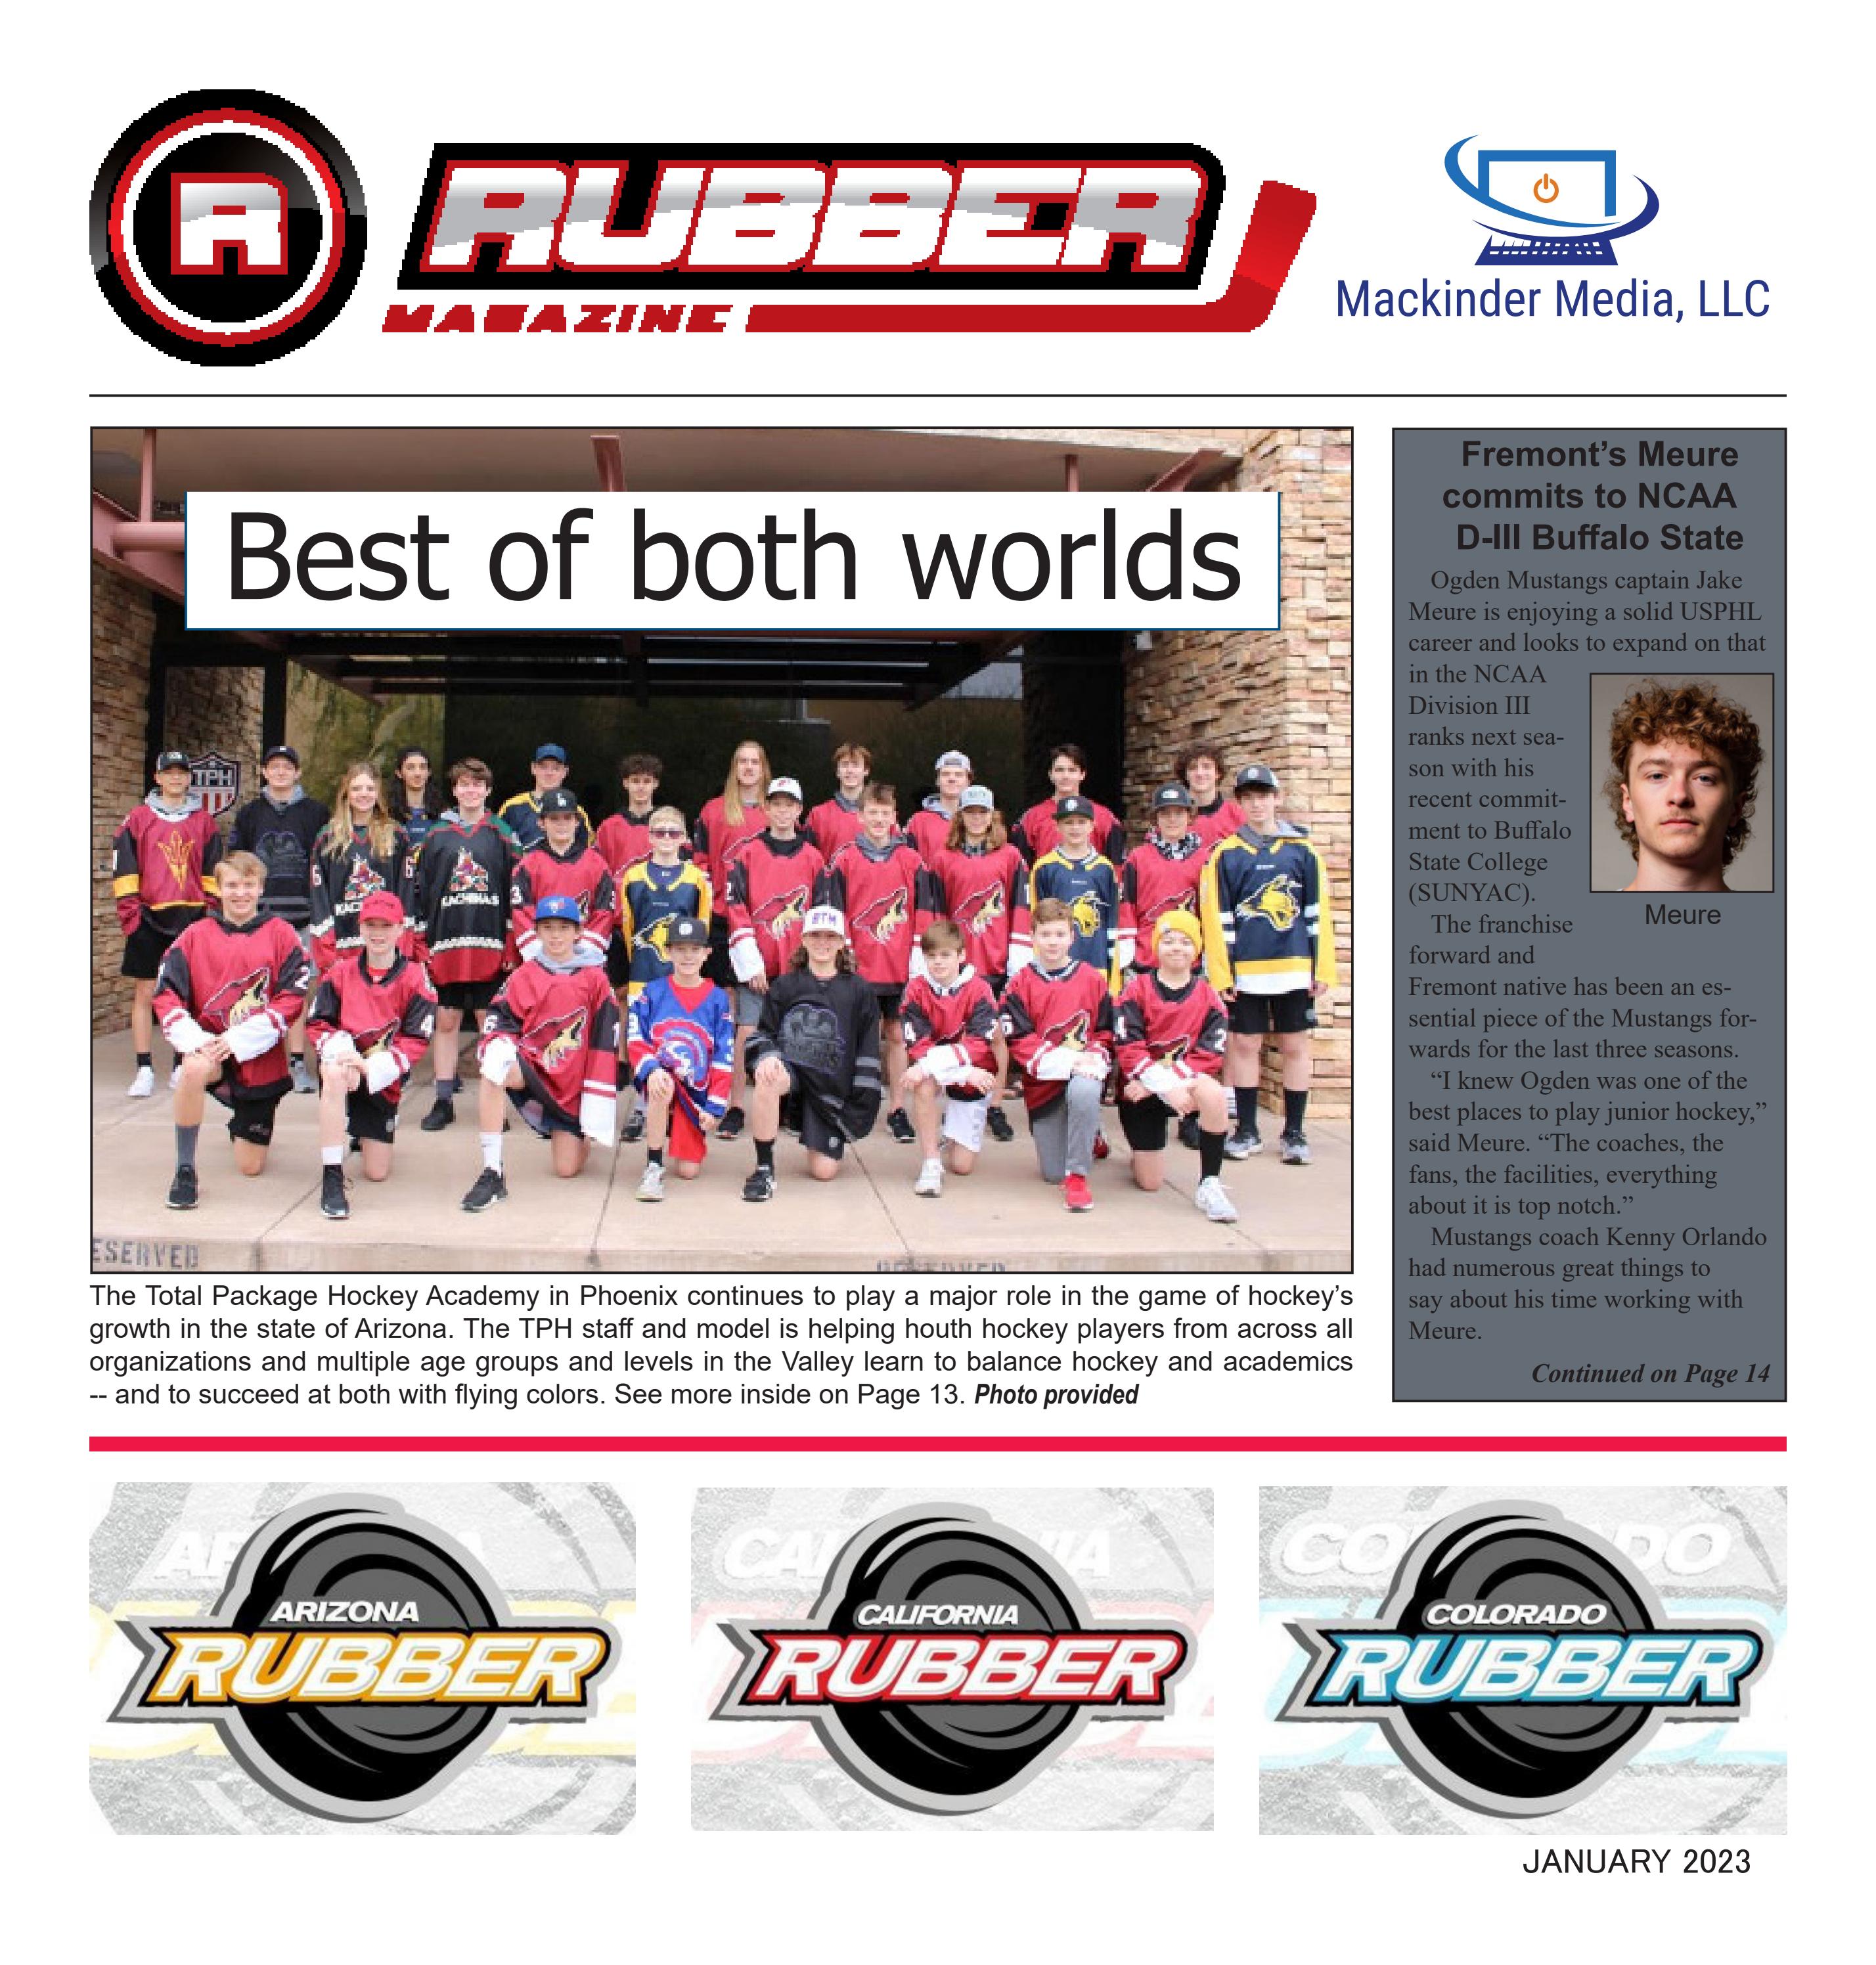 A
RUBBER
MAGAZINE
Mackinder Media, LLC
Best of both worlds
TPH
KACHINAS
BTM
ESERVED
The Total Package Hockey Academy in Phoenix continues to play a major role in the game of hockey’s
growth in the state of Arizona. The TPH staff and model is helping houth hockey players from across all
organizations and multiple age groups and levels in the Valley learn to balance hockey and academics
-- and to succeed at both with flying colors. See more inside on Page 13. Photo provided
Fremont’s Meure
commits to NCAA
D-III Buffalo State
Ogden Mustangs captain Jake
Meure is enjoying a solid USPHL
career and looks to expand on that
in the NCAA
Division III
ranks next sea-
son with his
recent commit-
ment to Buffalo
State College
(SUNYAC).
The franchise
forward and
Meure
Fremont native has been an es-
sential piece of the Mustangs for-
wards for the last three seasons.
“I knew Ogden was one of the
best places to play junior hockey,”
said Meure. “The coaches, the
fans, the facilities, everything
about it is top notch.”
Mustangs coach Kenny Orlando
had numerous great things to
say about his time working with
Meure.
Continued on Page 14
ARIZONA
RUBBER
CALIFORNIA
RUBBER
COLORADO
RUBBER
JANUARY 2023